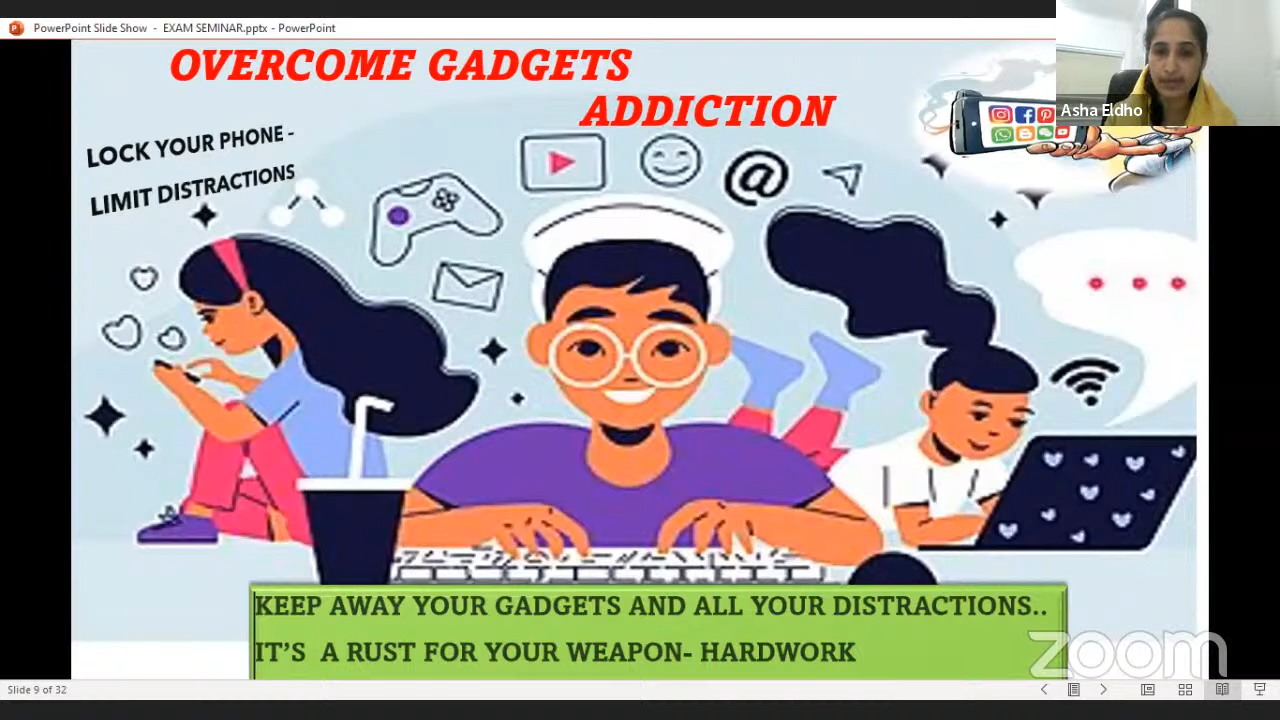 PowerPoint Slide Show - EXAM SEMINAR.pptx - PowerPoint
OVERCOME GADGETS
ADDICTION
Asha Eldho
LOCK YOUR PHONE -
LIMIT DISTRACTIONS
@
KEEP AWAY YOUR GADGETS AND ALL YOUR DISTRACTIONS..
IT'S A RUST FOR YOUR WEAPON- HARDWORK
zoom
Slide 9 of 32